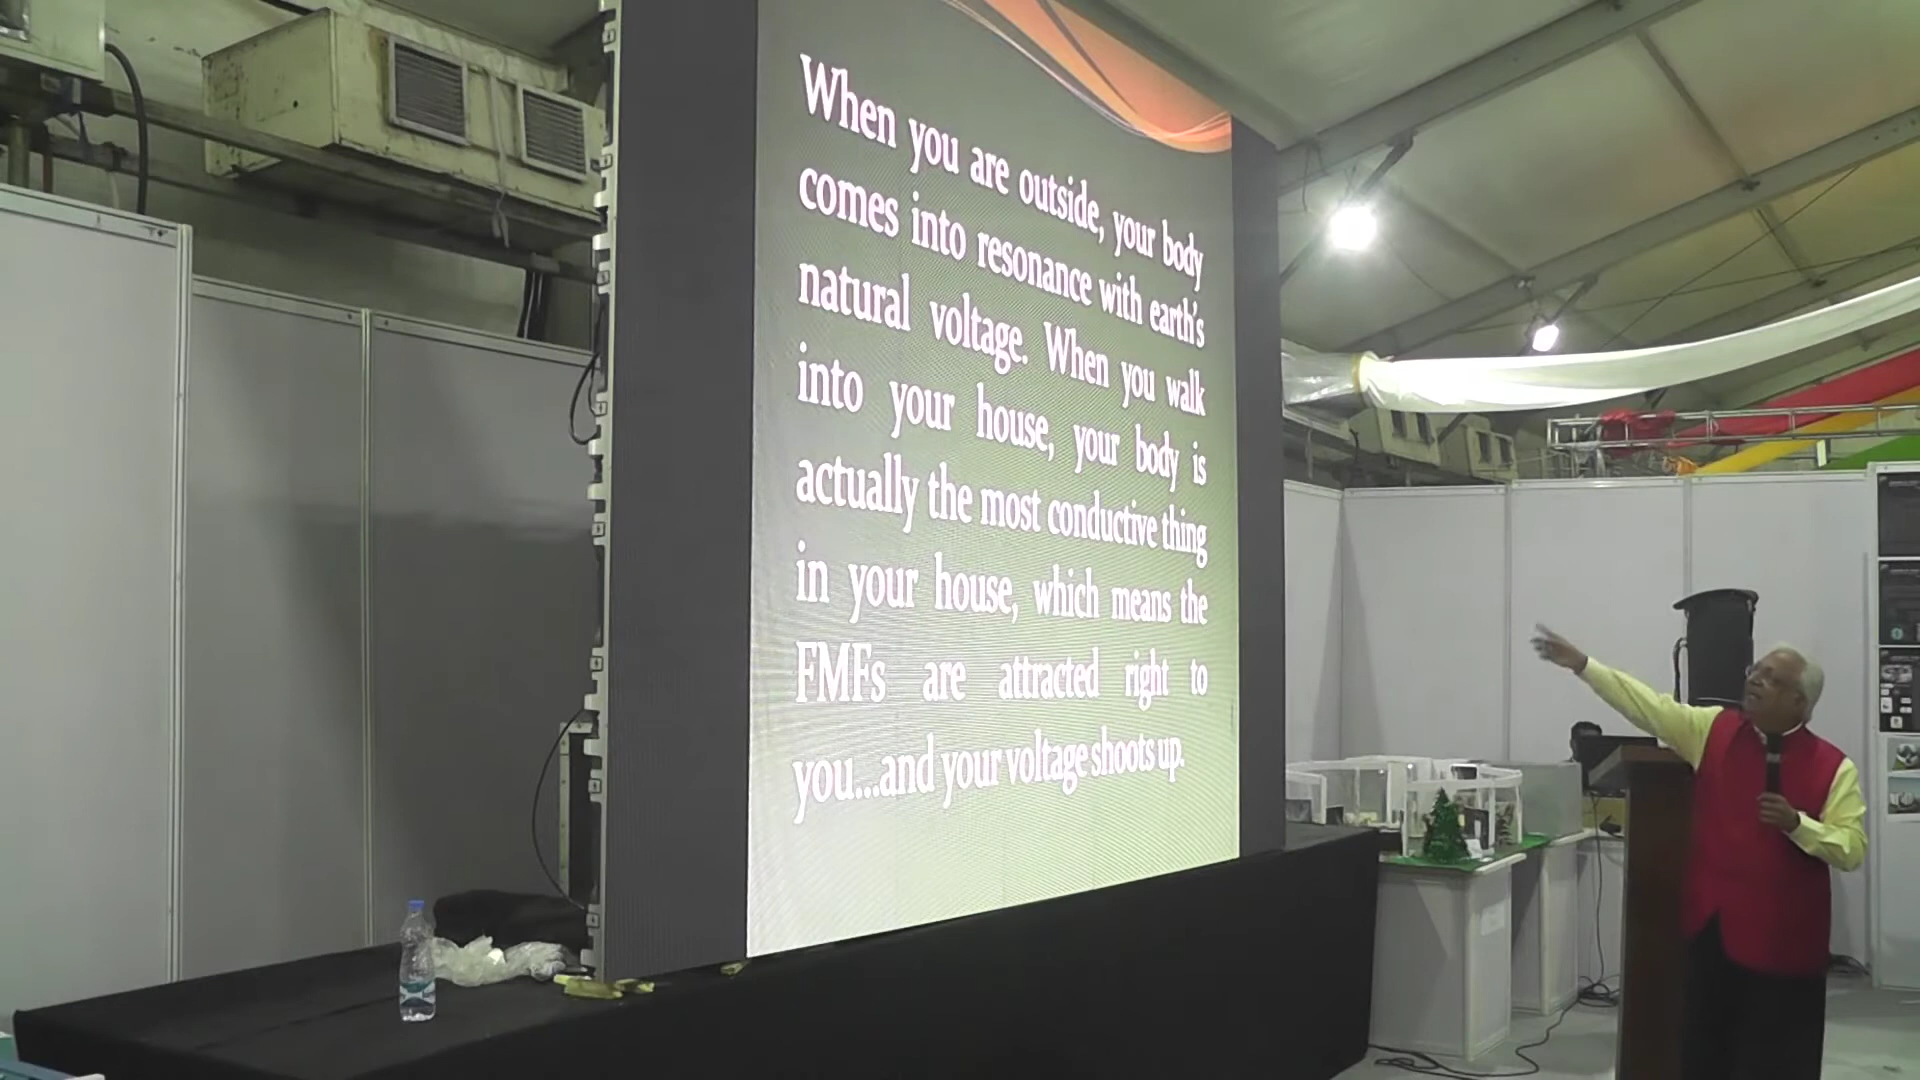 When you are outside, your body
comes into resonance with earth's
natural voltage. When you walk
into your house, your body is
actually the most conductive thing
in your house, which means the
FMFs are attracted right to
you...and your voltage shoots up.